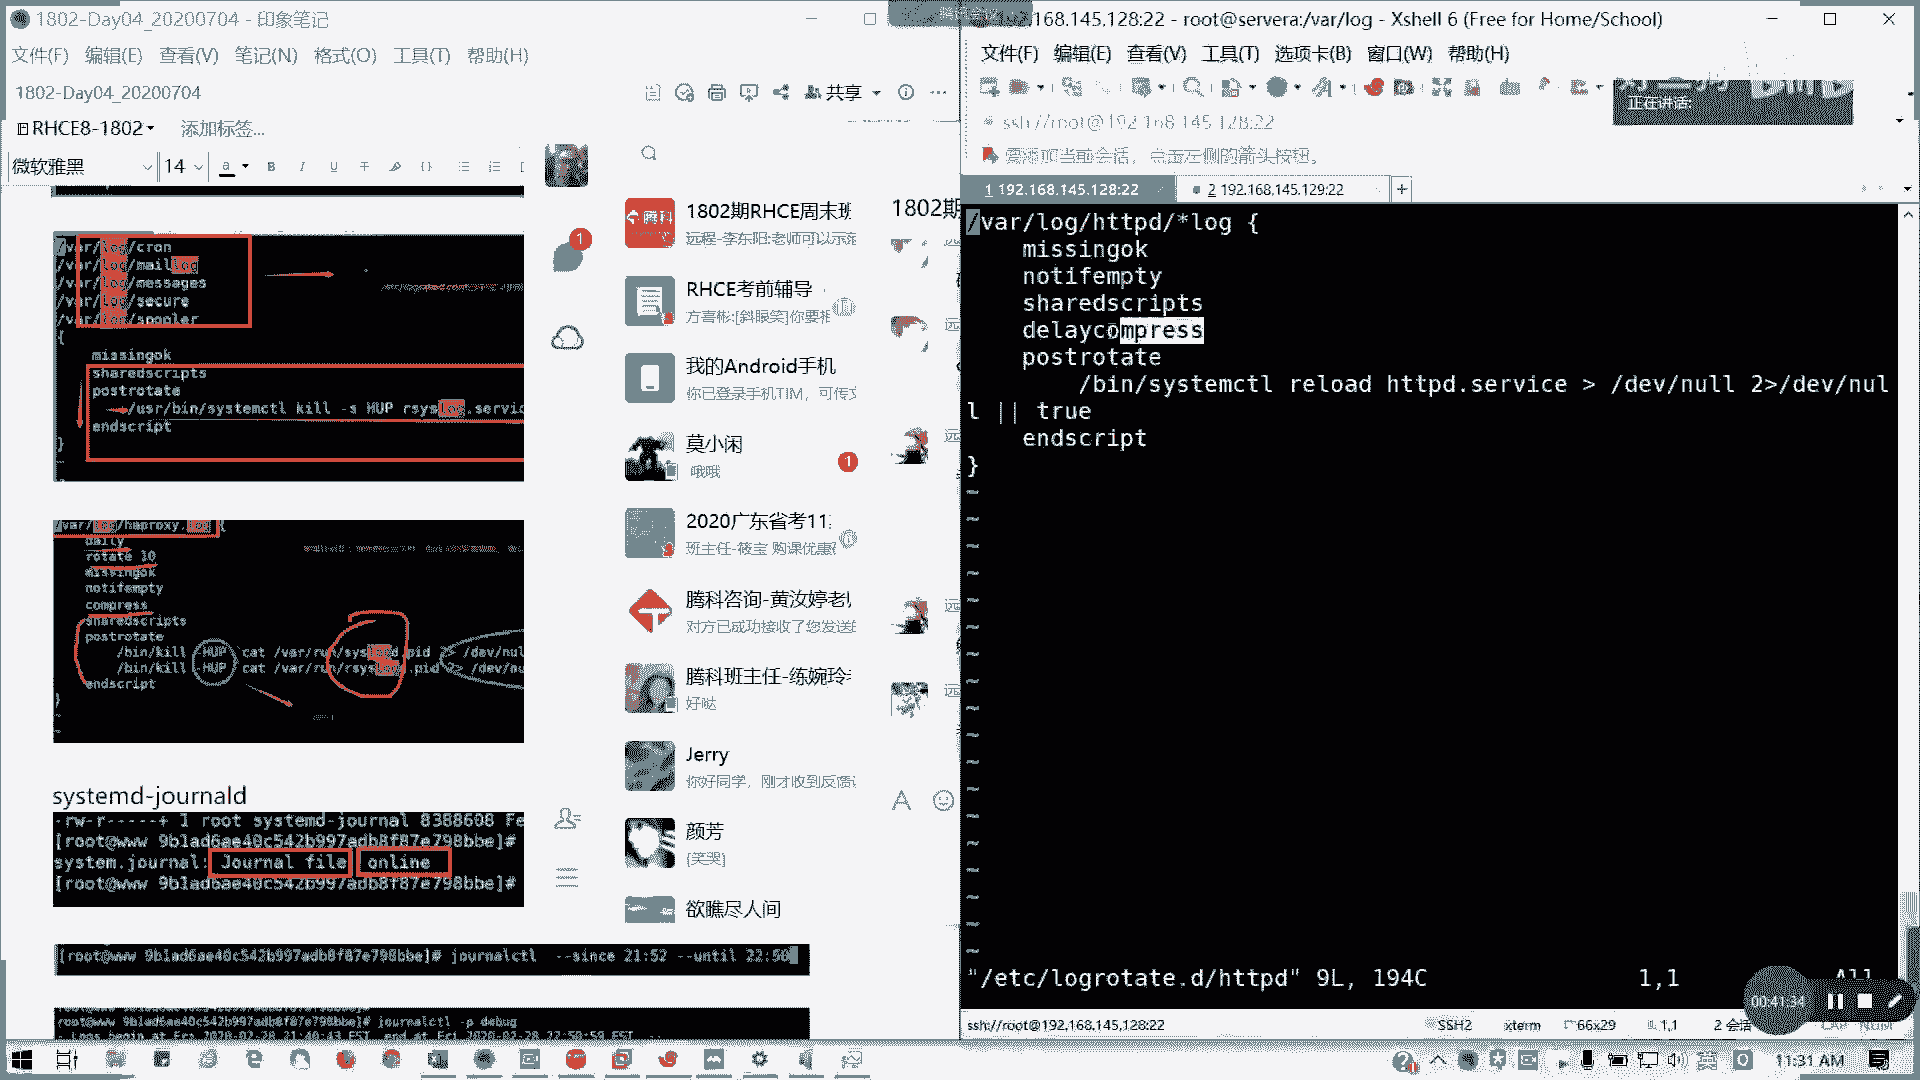 1802-Day04_20200704 - 印象笔记
文件(F) 编辑(E) 查看(V) 笔记(N) 格式(O) 工具(T) 帮助(H)
1802-Day04_20200704
共享
RHCE8-1802
添加标签...
微软雅黑
14
/var/log/cron
/var/log/maillog
/var/log/messages
/var/log/secure
/var/log/spooler
{
missingok
sharedscripts
postrotate
/usr/bin/systemctl kill -s HUP rsyslog.servic
endscript
}
/var/log/haproxy.log {
daily
rotate 10
missingok
notifempty
compress
sharedscripts
postrotate
/bin/kill -HUP `cat /var/run/syslogd.pid 2> /dev/nul
/bin/kill -HUP `cat /var/run/rsyslogd.pid 2> /dev/nu
endscript
}
systemd-journald
-rw-r-----+ 1 root systemd-journal 8388608 Fe
[root@www 9b1ad6ae40c542b997adb8f87e798bbe]#
system.journal: Journal file online
[root@www 9b1ad6ae40c542b997adb8f87e798bbe]#
[root@www 9b1ad6ae40c542b997adb8f87e798bbe]# journalctl --since 21:52 --until 22:50
[root@www 9b1ad6ae40c542b997adb8f87e798bbe]# journalctl -p debug
1
1802期RHCE周末班
远程-李东阳:老师可以示范
RHCE考前辅导
方喜彬:[斜眼笑]你要相
我的Android手机
你已登录手机TIM，可传文
莫小闲
哦哦
1
2020广东省考11
班主任-筱宝 购课优惠
腾科咨询-黄汝婷老
对方已成功接收了您发送的
腾科班主任-练婉玲
好哒
Jerry
你好同学，刚才收到反馈
颜芳
[笑哭]
欲瞧尽人间
1802期
192.168.145.128:22 - root@servera:/var/log - Xshell 6 (Free for Home/School)
文件(F) 编辑(E) 查看(V) 工具(T) 选项卡(B) 窗口(W) 帮助(H)
正在讲话:
ssh://root@192.168.145.128:22
要添加当前会话，点击左侧的箭头按钮。
1 192.168.145.128:22
2 192.168.145.129:22
/var/log/httpd/*log {
missingok
notifempty
sharedscripts
delaycompress
postrotate
/bin/systemctl reload httpd.service > /dev/null 2>/dev/nul
l || true
endscript
}
"/etc/logrotate.d/httpd" 9L, 194C 1,1 All
00:41:34
ssh://root@192.168.145.128:22
SSH2 xterm 66x29 1,1 2 会话 CAP NUM
英
11:31 AM